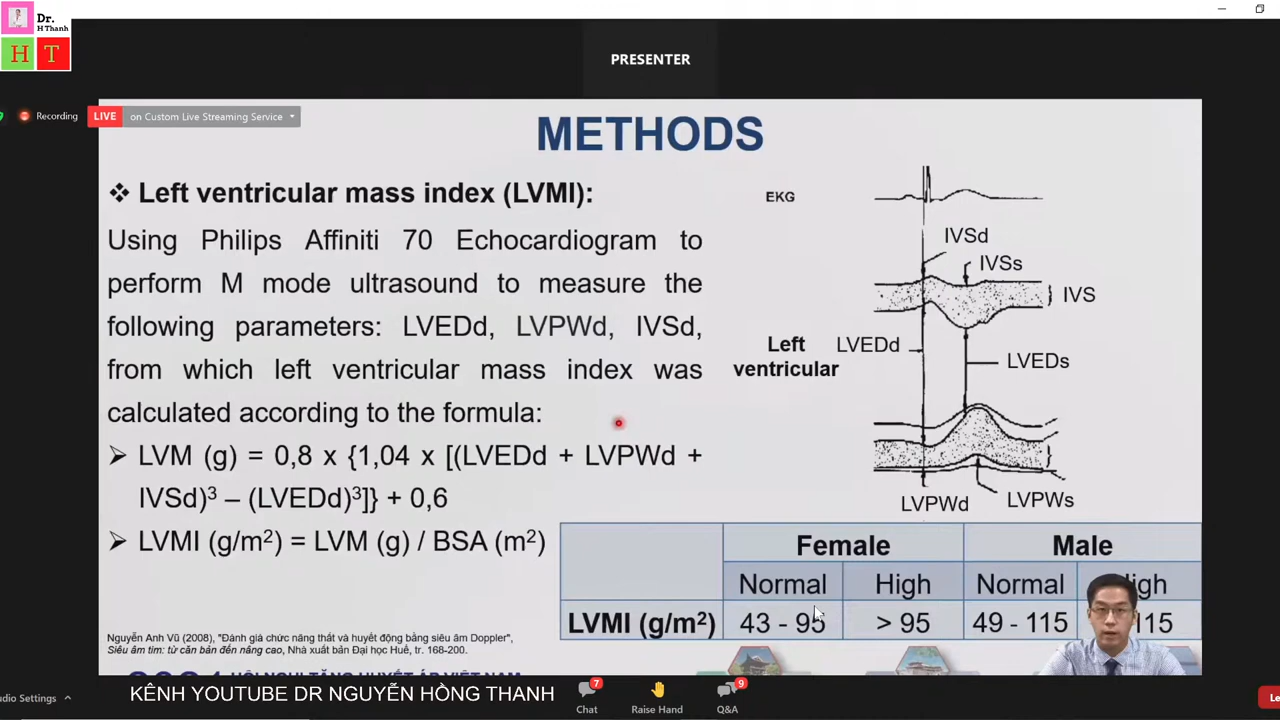 Dr.
H Thanh
H T
PRESENTER
Recording
LIVE
on Custom Live Streaming Service
METHODS
❖ Left ventricular mass index (LVMI):
Using Philips Affiniti 70 Echocardiogram to
perform M mode ultrasound to measure the
following parameters: LVEDd, LVPWd, IVSd,
from which left ventricular mass index was
calculated according to the formula:
➢ LVM (g) = 0,8 x {1,04 x [(LVEDd + LVPWd +
IVSd)³ – (LVEDd)³]} + 0,6
➢ LVMI (g/m²) = LVM (g) / BSA (m²)
EKG
IVSd
IVSs
IVS
Left
ventricular
LVEDd
LVEDs
LVPWd
LVPWs
Female Male
Normal High Normal
LVMI (g/m²) 43 - 95 > 95 49 - 115 115
Nguyễn Anh Vũ (2008), "Đánh giá chức năng thất và huyết động bằng siêu âm Doppler",
Siêu âm tim: từ căn bản đến nâng cao, Nhà xuất bản Đại học Huế, tr. 168-200.
KÊNH YOUTUBE DR NGUYỄN HỒNG THANH
Settings
7
Chat
Raise Hand
9
Q&A